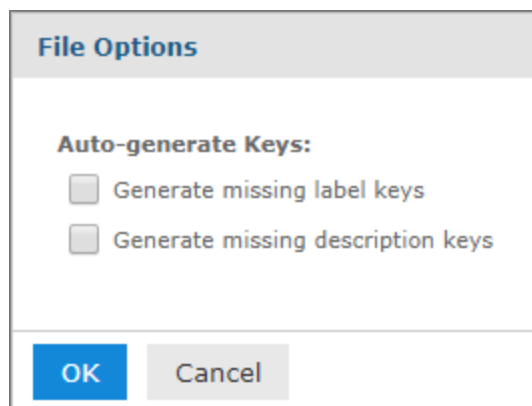 File Options
Auto-generate Keys:
Generate missing label keys
Generate missing description keys
OK
Cancel